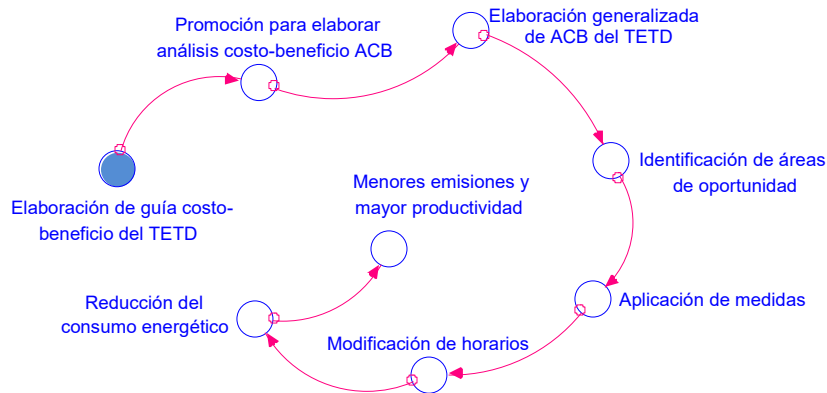 Promoción para elaborar
análisis costo-beneficio ACB
Elaboración generalizada
de ACB del TETD
Identificación de áreas
de oportunidad
Menores emisiones y
mayor productividad
Elaboración de guía costo-
beneficio del TETD
Aplicación de medidas
Reducción del
consumo energético
Modificación de horarios